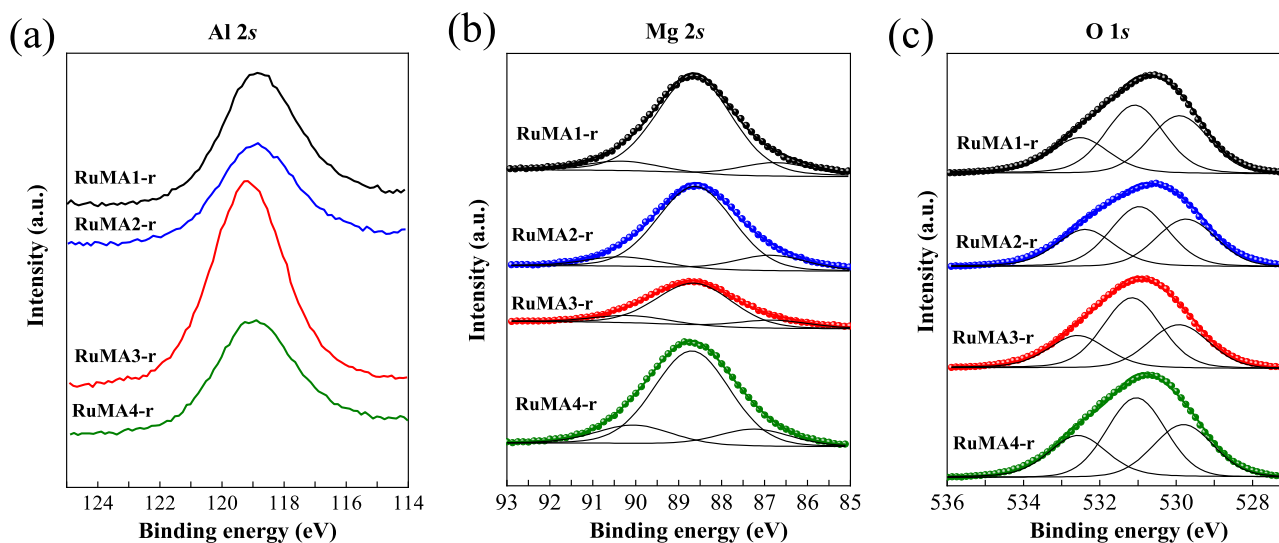 (a)
Al 2s
Intensity (a.u.)
RuMA1-r
RuMA2-r
RuMA3-r
RuMA4-r
124 122 120 118 116 114
Binding energy (eV)
(b)
Mg 2s
Intensity (a.u.)
RuMA1-r
RuMA2-r
RuMA3-r
RuMA4-r
93 92 91 90 89 88 87 86 85
Binding energy (eV)
(c)
O 1s
Intensity (a.u.)
RuMA1-r
RuMA2-r
RuMA3-r
RuMA4-r
536 534 532 530 528
Binding energy (eV)